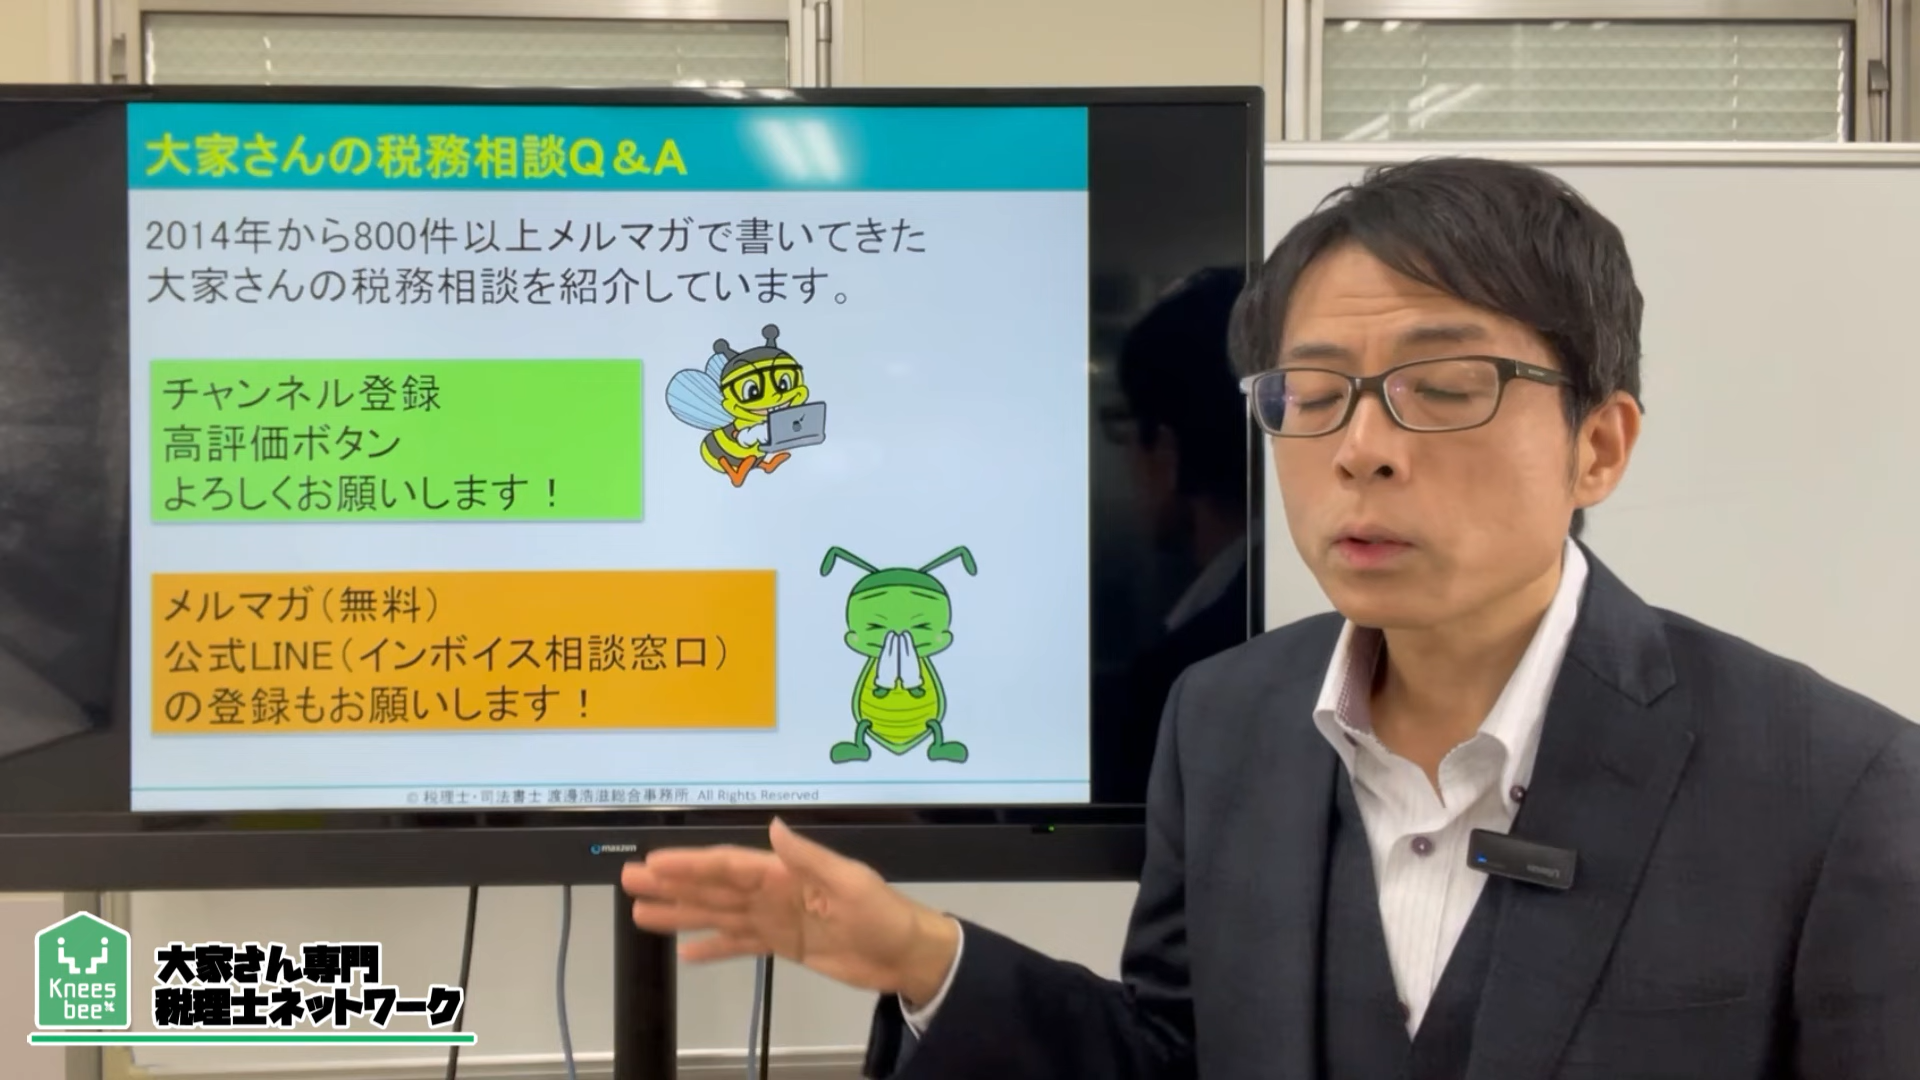 大家さんの税務相談Q&A
2014年から800件以上メルマガで書いてきた
大家さんの税務相談を紹介しています。
チャンネル登録
高評価ボタン
よろしくお願いします！
メルマガ（無料）
公式LINE（インボイス相談窓口）
の登録もお願いします！
© 税理士・司法書士 渡邊浩滋総合事務所. All Rights Reserved
maxzen
Knees
bee
大家さん専門
税理士ネットワーク